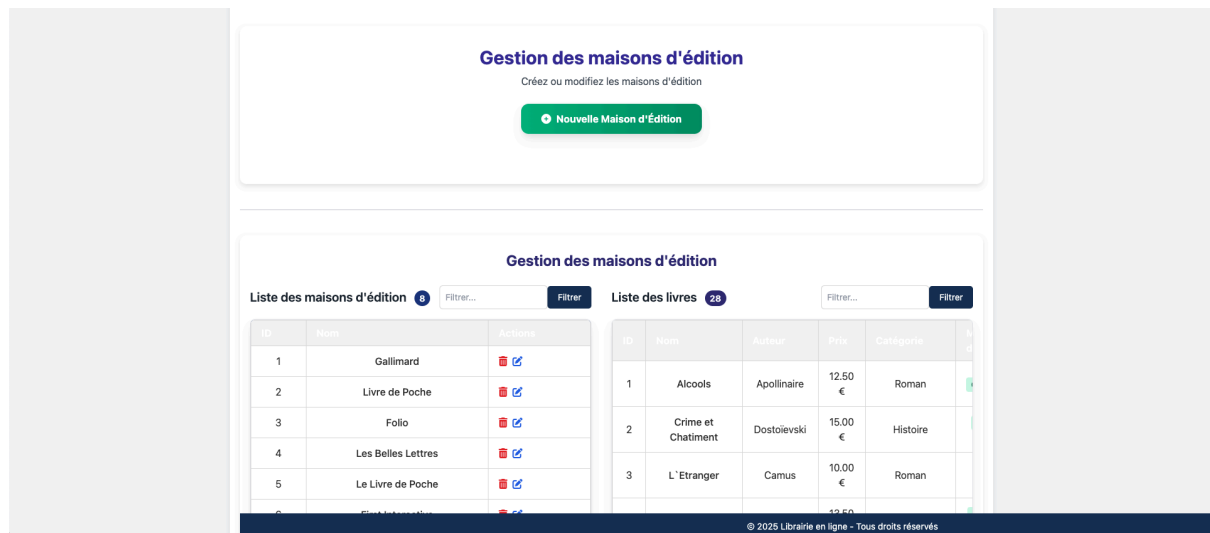 Gestion des maisons d'édition
Créez ou modifiez les maisons d'édition
Nouvelle Maison d'Édition
Gestion des maisons d'édition
Liste des maisons d'édition 8 Filtrer... Filtrer
ID Nom Actions
1 Gallimard
2 Livre de Poche
3 Folio
4 Les Belles Lettres
5 Le Livre de Poche
Liste des livres 28 Filtrer... Filtrer
ID Nom Auteur Prix Catégorie
1 Alcools Apollinaire 12.50 € Roman
2 Crime et Chatiment Dostoïevski 15.00 € Histoire
3 L`Etranger Camus 10.00 € Roman
© 2025 Librairie en ligne - Tous droits réservés